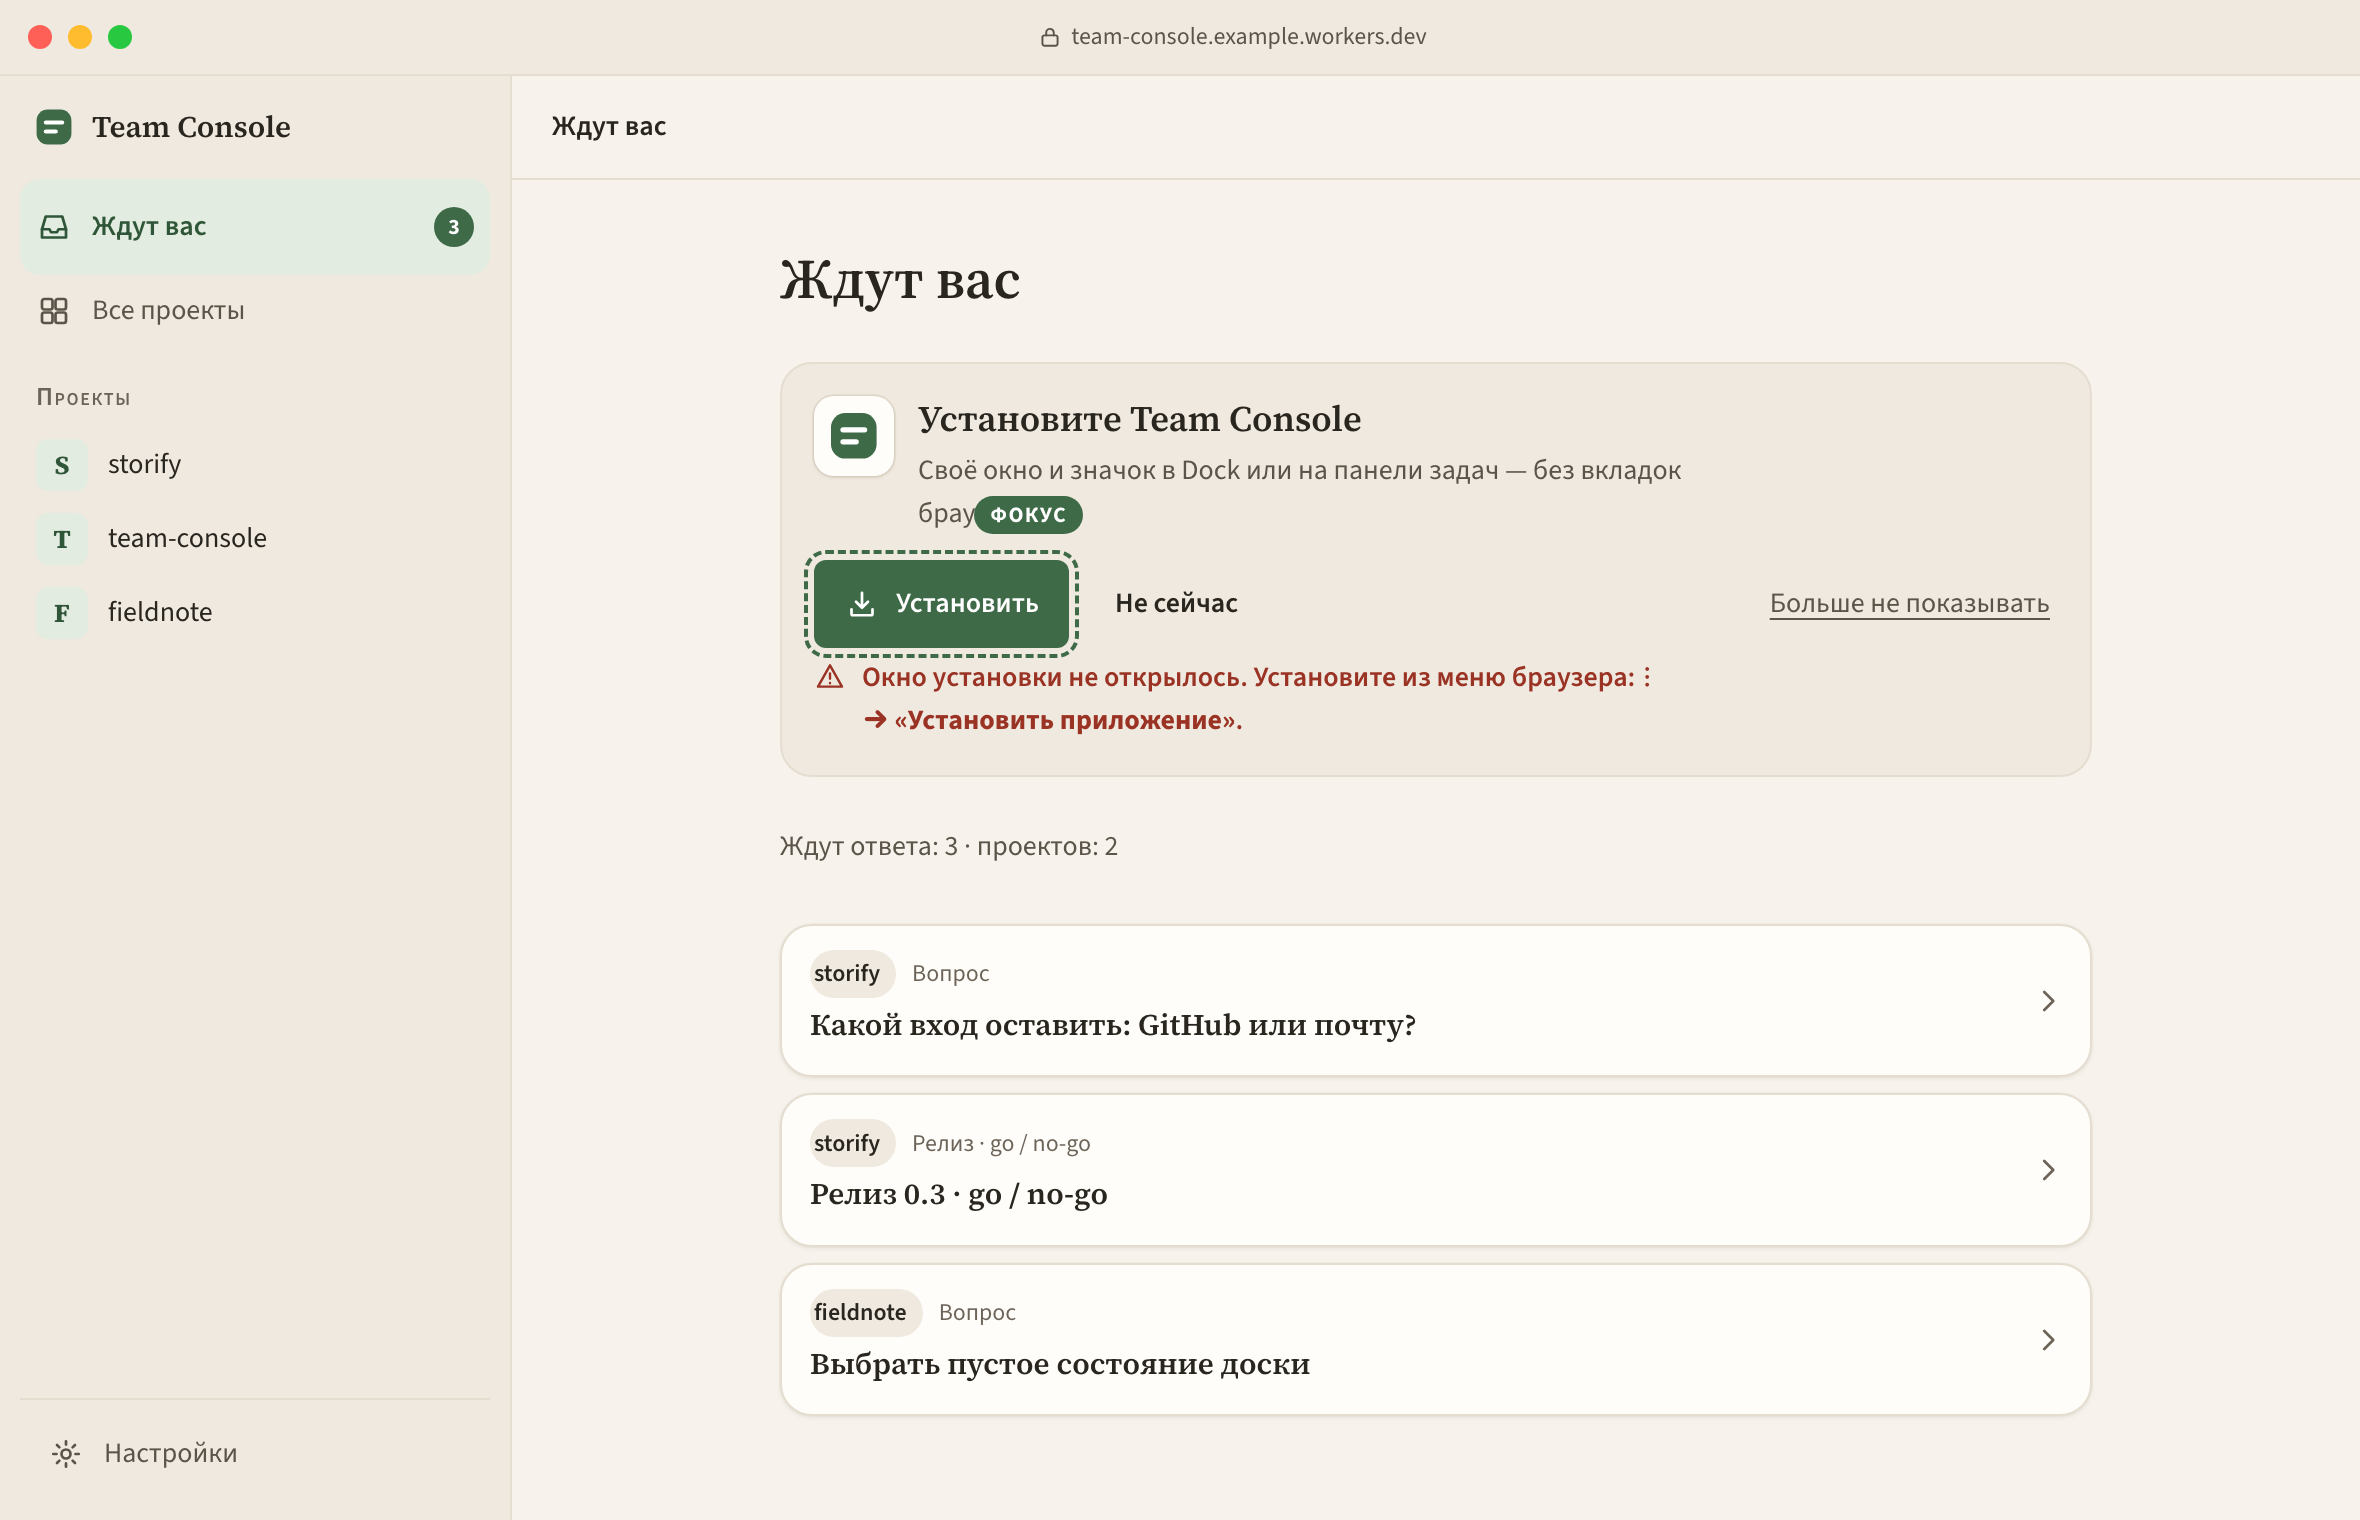 team-console.example.workers.dev
Team Console
Ждут вас
3
Все проекты
Проекты
S storify
T team-console
F fieldnote
Настройки
Ждут вас
Ждут вас
Установите Team Console
Своё окно и значок в Dock или на панели задач — без вкладок
брау
ФОКУС
Установить
Не сейчас
Больше не показывать
Окно установки не открылось. Установите из меню браузера: ⋮
→ «Установить приложение».
Ждут ответа: 3 · проектов: 2
storify Вопрос
Какой вход оставить: GitHub или почту?
storify Релиз · go / no-go
Релиз 0.3 · go / no-go
fieldnote Вопрос
Выбрать пустое состояние доски